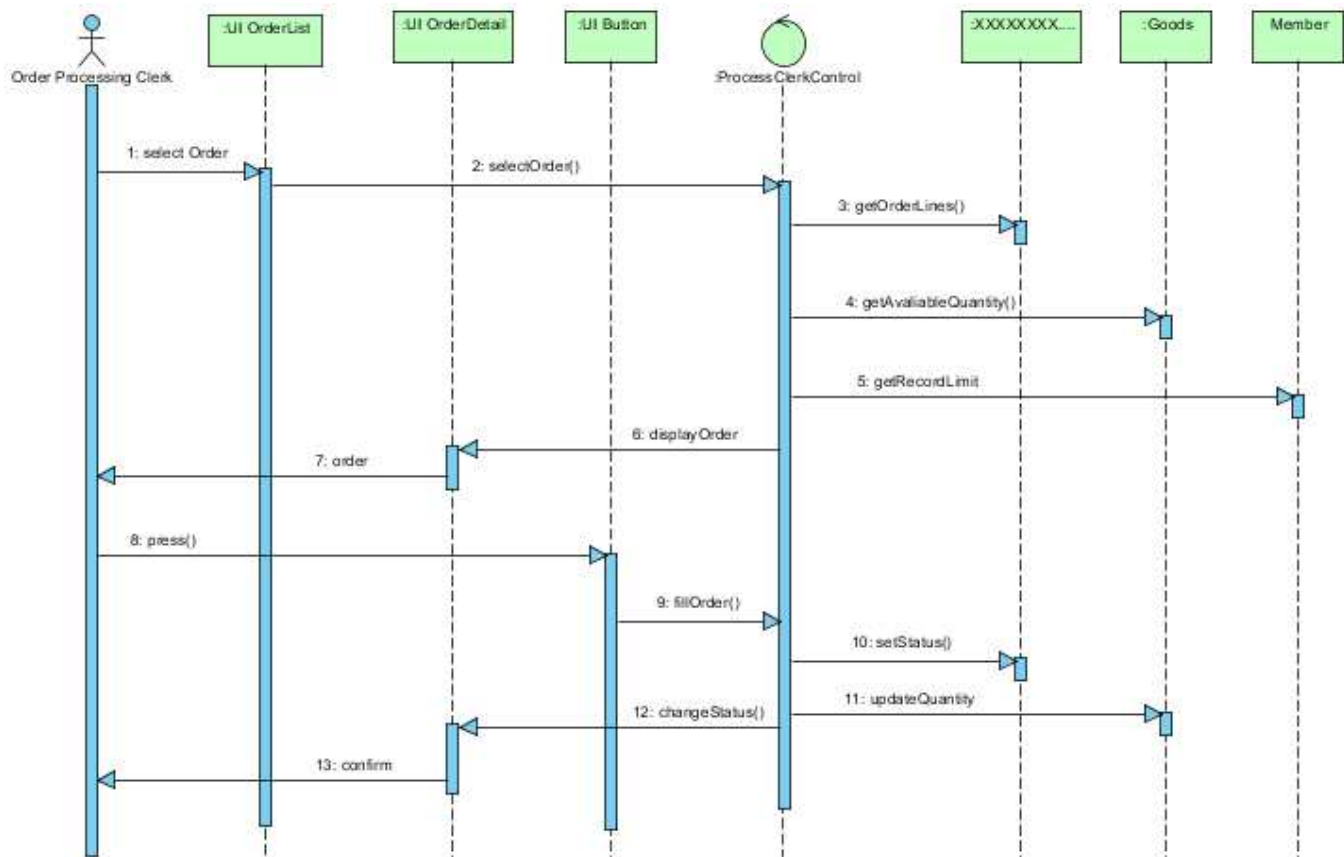 :UI OrderList
:UI OrderDetail
:UI Button
:XXXXXXXX....
:Goods
Member
Order Processing Clerk
:ProcessClerkControl
1: select Order
2: selectOrder()
3: getOrderLines()
4: getAvaliableQuantity()
5: getRecordLimit
6: displayOrder
7: order
8: press()
9: fillOrder()
10: setStatus()
11: updateQuantity
12: changeStatus()
13: confirm